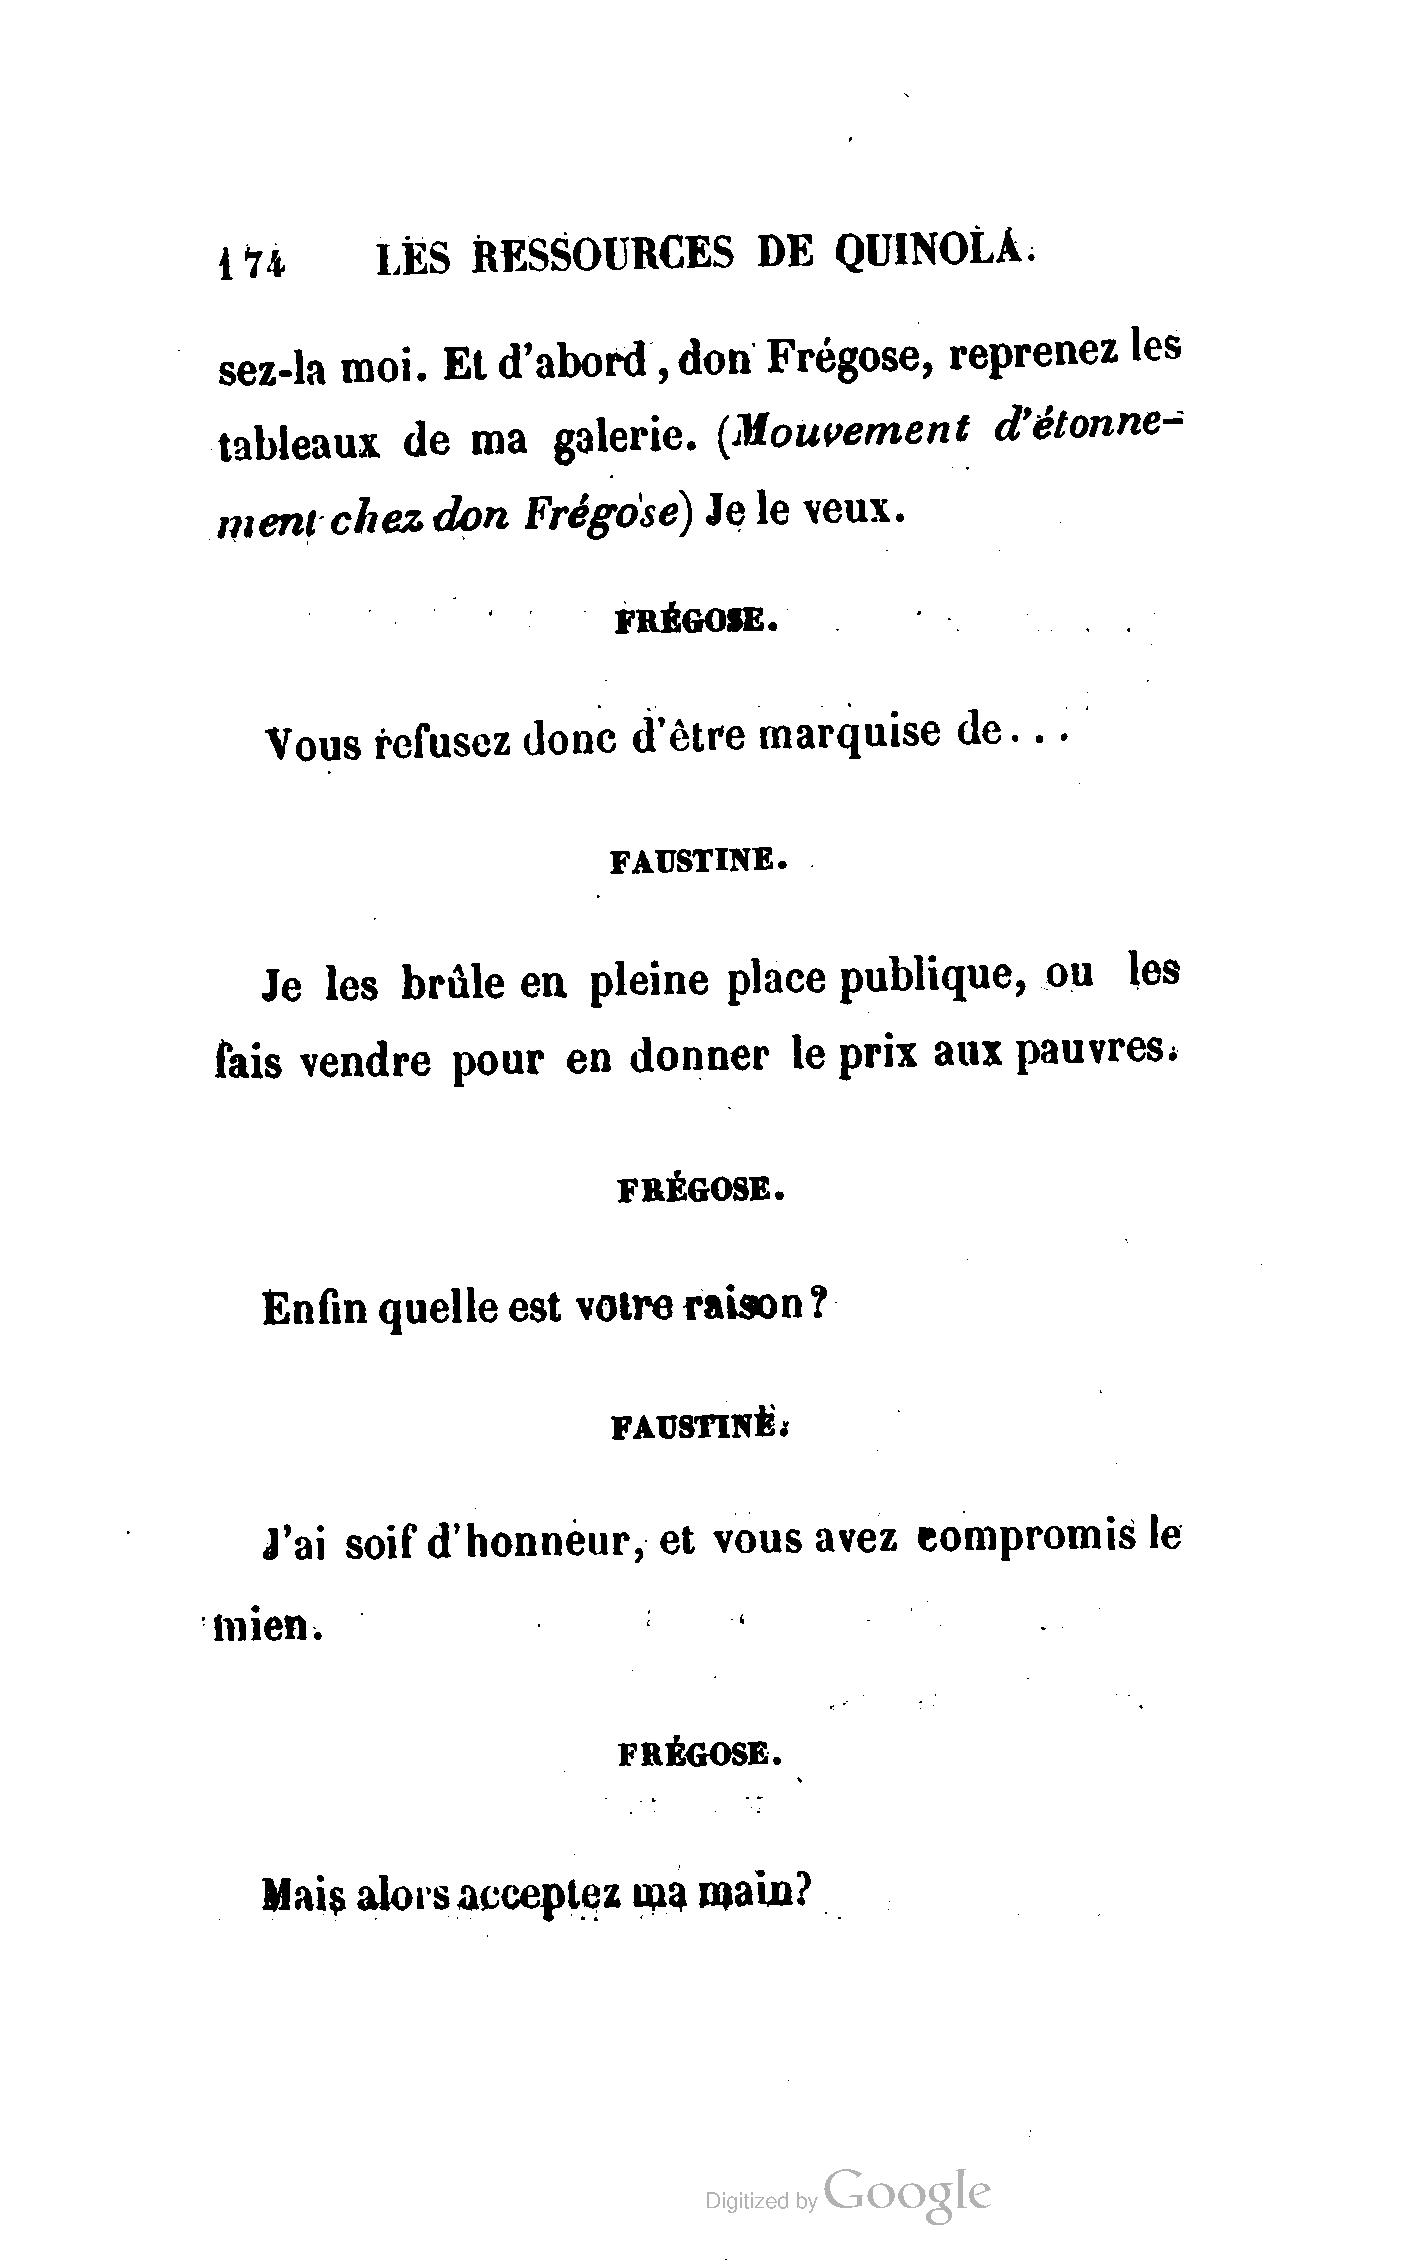 174 LES RESSOURCES DE QUINOLA.
sez-la moi. Et d'abord, don Frégose, reprenez les
tableaux de ma galerie. (Mouvement d'étonne-
ment chez don Frégose) Je le veux.
FRÉGOSE.
Vous refusez donc d'être marquise de...
FAUSTINE.
Je les brûle en pleine place publique, ou les
fais vendre pour en donner le prix aux pauvres.
FRÉGOSE.
Enfin quelle est votre raison?
FAUSTINE.
J'ai soif d'honneur, et vous avez compromis le
mien.
FRÉGOSE.
Mais alors acceptez ma main?
Digitized by Google